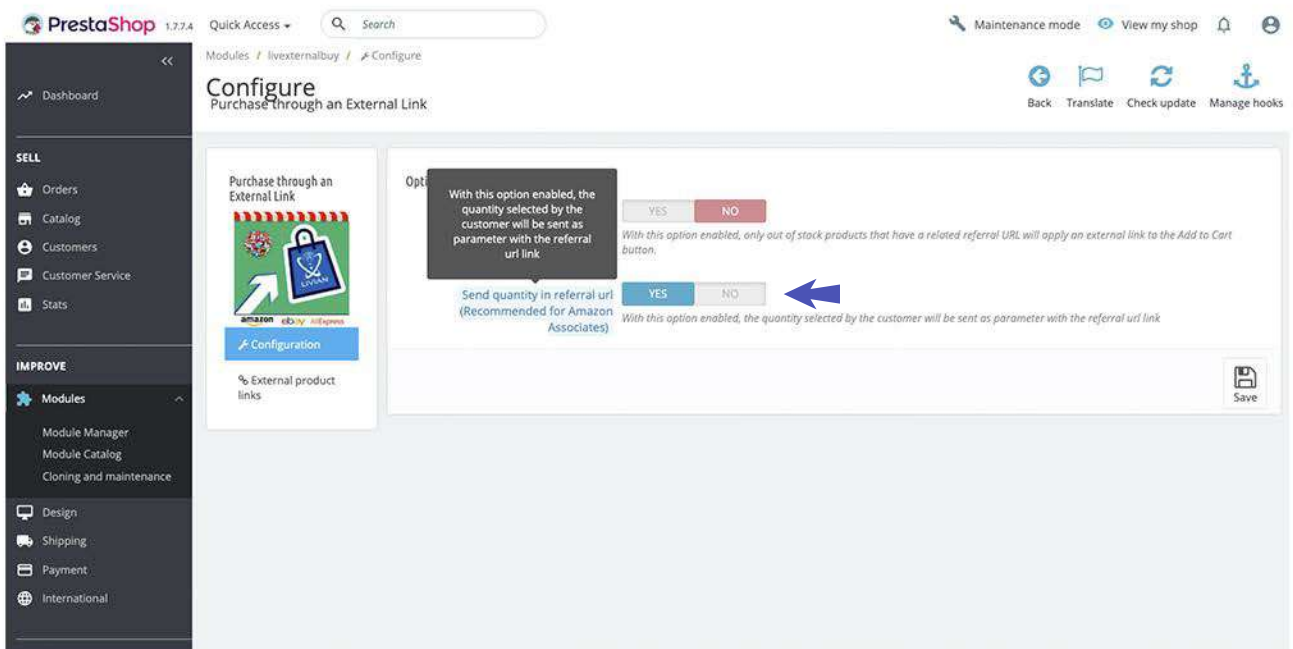 PrestaShop 1.7.7.4 Quick Access Search Maintenance mode View my shop
Modules / livexternalbuy / Configure
Configure
Purchase through an External Link
Back Translate Check update Manage hooks
<<
Dashboard
SELL
Orders
Catalog
Customers
Customer Service
Stats
IMPROVE
Modules
Module Manager
Module Catalog
Cloning and maintenance
Design
Shipping
Payment
International
Purchase through an
External Link
LIVIAN
amazon ebay AliExpress
Configuration
External product
links
With this option enabled, the
quantity selected by the
customer will be sent as
parameter with the referral
url link
YES NO
With this option enabled, only out of stock products that have a related referral URL will apply an external link to the Add to Cart
button.
Send quantity in referral url
(Recommended for Amazon
Associates)
YES NO
With this option enabled, the quantity selected by the customer will be sent as parameter with the referral url link
Save